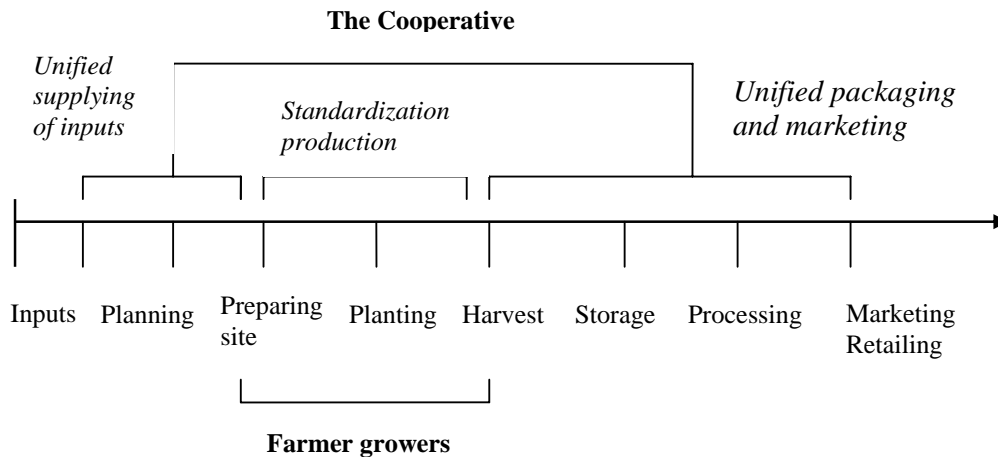 The Cooperative
Unified
supplying
of inputs
Standardization
production
Unified packaging
and marketing
Inputs
Planning
Preparing
site
Planting
Harvest
Storage
Processing
Marketing
Retailing
Farmer growers